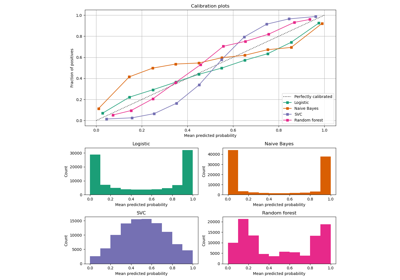 Calibration plots
1.0
0.8
0.6
0.4
0.2
0.0
Fraction of positives
0.0 0.2 0.4 0.6 0.8 1.0
Mean predicted probability
Perfectly calibrated
Logistic
Naive Bayes
SVC
Random forest
Logistic
30000
20000
10000
0
Count
0.0 0.2 0.4 0.6 0.8 1.0
Mean predicted probability
Naive Bayes
40000
20000
0
Count
0.0 0.2 0.4 0.6 0.8 1.0
Mean predicted probability
SVC
15000
10000
5000
0
Count
0.0 0.2 0.4 0.6 0.8 1.0
Mean predicted probability
Random forest
20000
10000
0
Count
0.0 0.2 0.4 0.6 0.8 1.0
Mean predicted probability